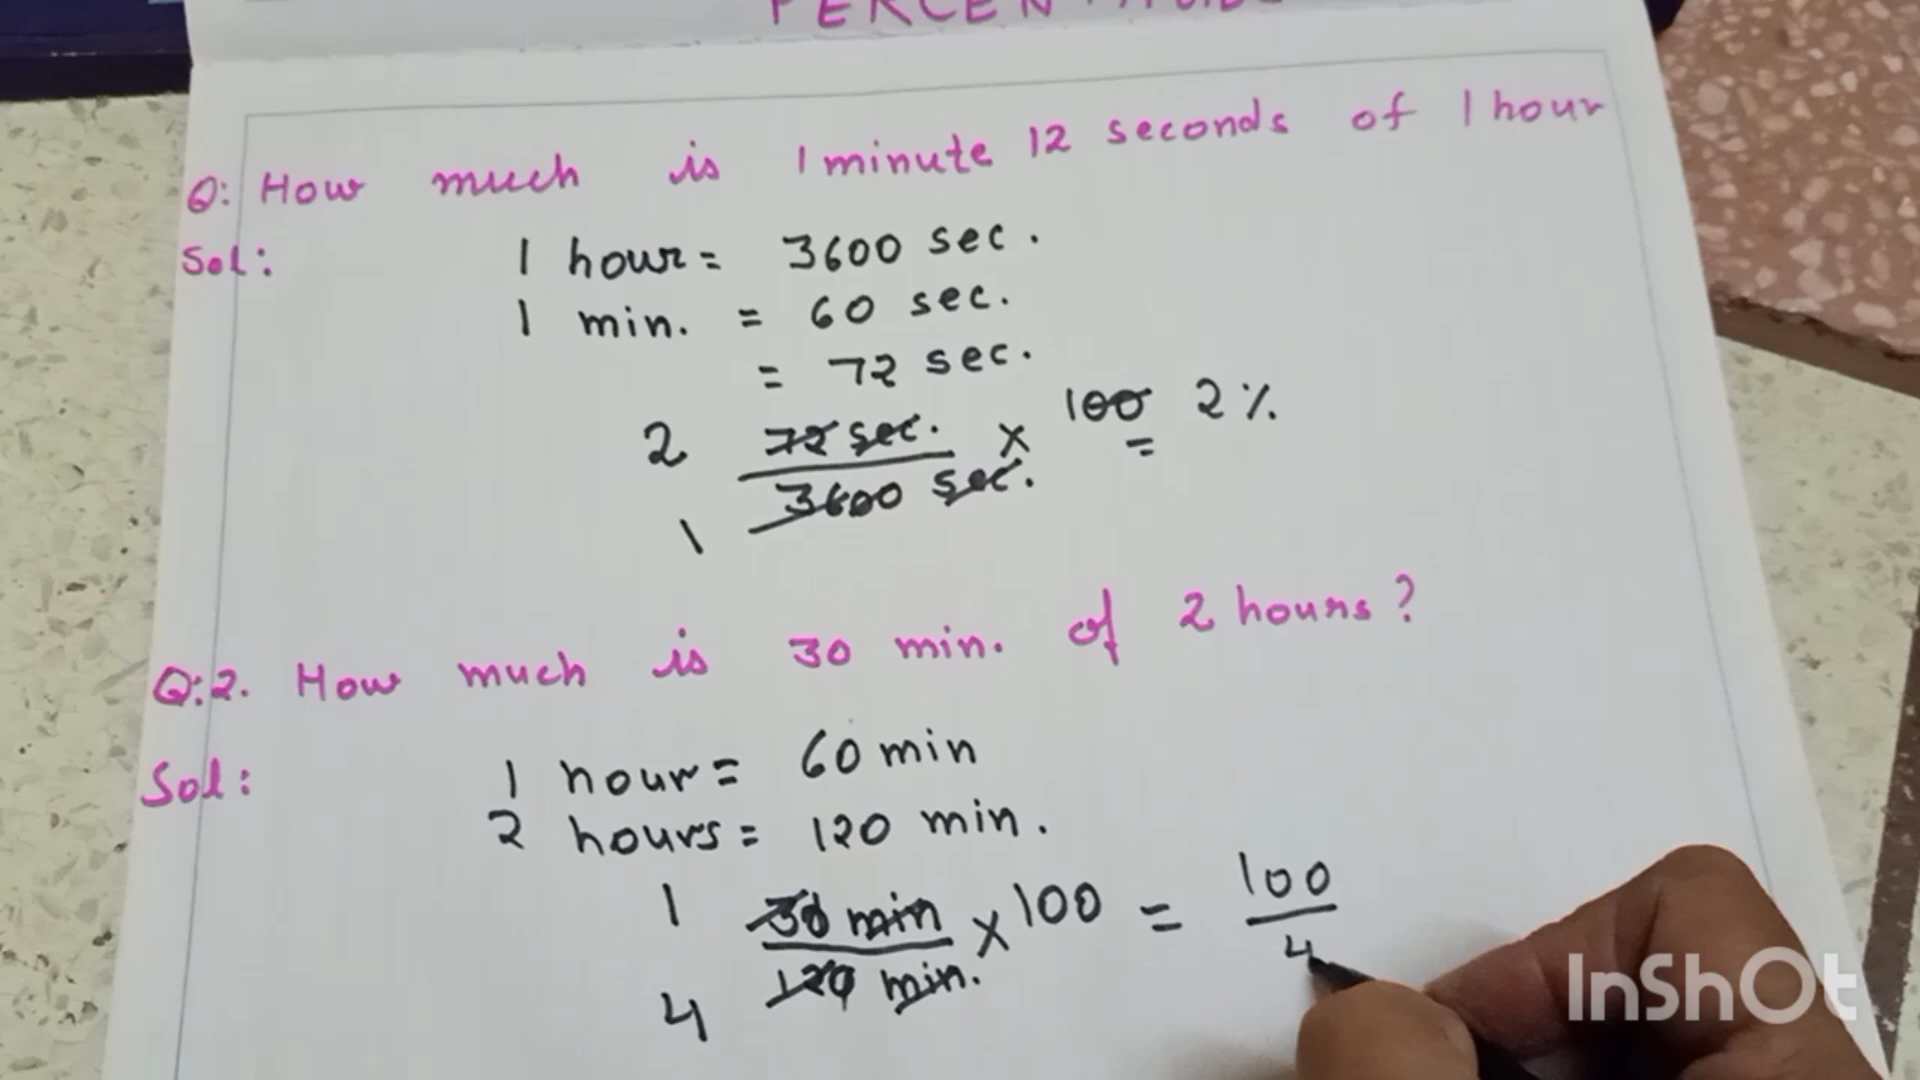 Q: How much is 1 minute 12 seconds of 1 hour
Sol: 1 hour = 3600 sec.
1 min. = 60 sec.
= 72 sec.
2 72 sec. x 100 = 2%
1 3600 sec.
Q:2. How much is 30 min. of 2 hours?
Sol: 1 hour = 60 min
2 hours = 120 min.
1 30 min x 100 = 100
4 120 min. 4
InShOt